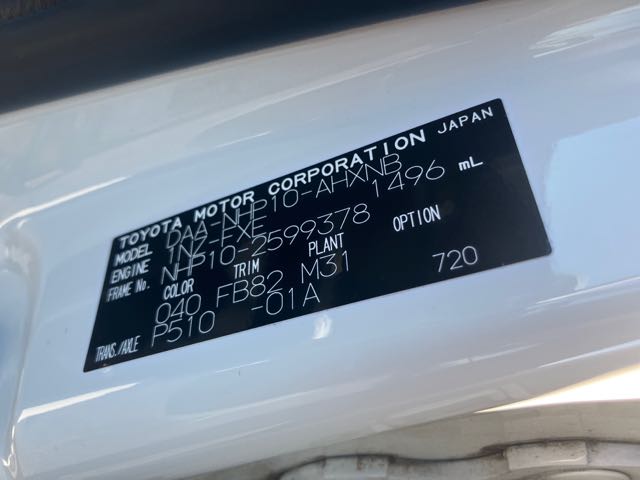 TOYOTA MOTOR CORPORATION JAPAN
MODEL DAA-NHP10-AHXNB
ENGINE 1NZ-FXE 1496 mL
FRAME No. NHP10-2599378
COLOR TRIM PLANT OPTION
040 FB82 M31 720
TRANS./AXLE P510 -01A